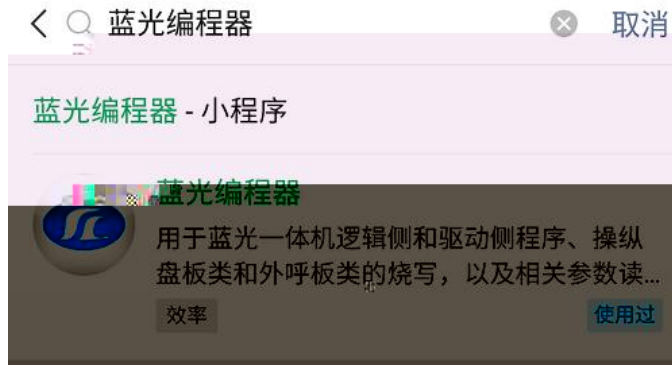 蓝光编程器
取消
蓝光编程器 - 小程序
蓝光编程器
用于蓝光一体机逻辑侧和驱动侧程序、操纵
盘板类和外呼板类的烧写，以及相关参数读...
效率
使用过